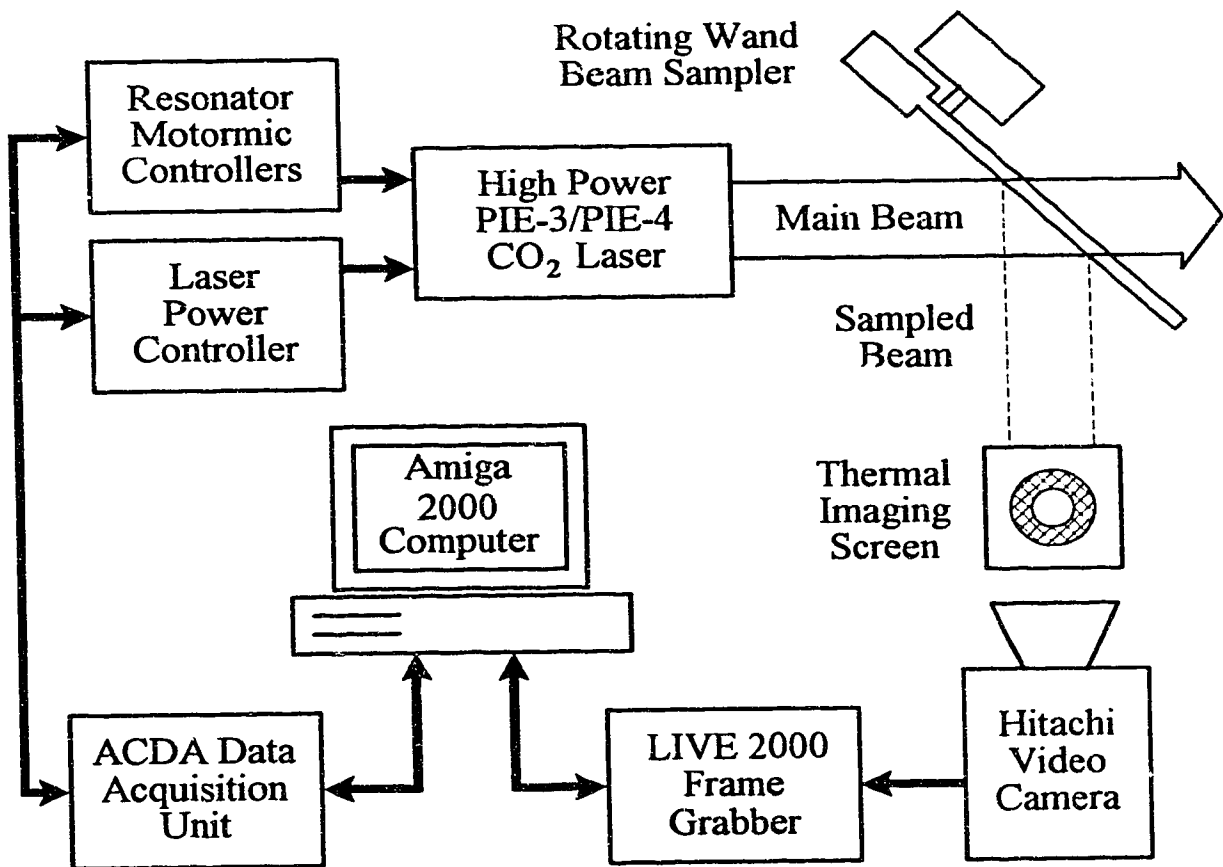 Rotating Wand
Beam Sampler
Resonator
Motormic
Controllers
High Power
PIE-3/PIE-4
CO₂ Laser
Main Beam
Laser
Power
Controller
Sampled
Beam
Amiga
2000
Computer
Thermal
Imaging
Screen
ACDA Data
Acquisition
Unit
LIVE 2000
Frame
Grabber
Hitachi
Video
Camera